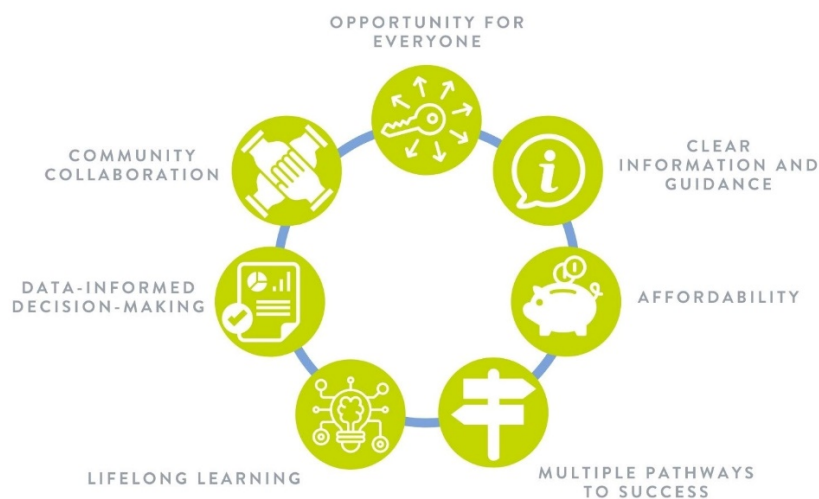 OPPORTUNITY FOR
EVERYONE
CLEAR
INFORMATION AND
GUIDANCE
AFFORDABILITY
MULTIPLE PATHWAYS
TO SUCCESS
LIFELONG LEARNING
DATA-INFORMED
DECISION-MAKING
COMMUNITY
COLLABORATION
i